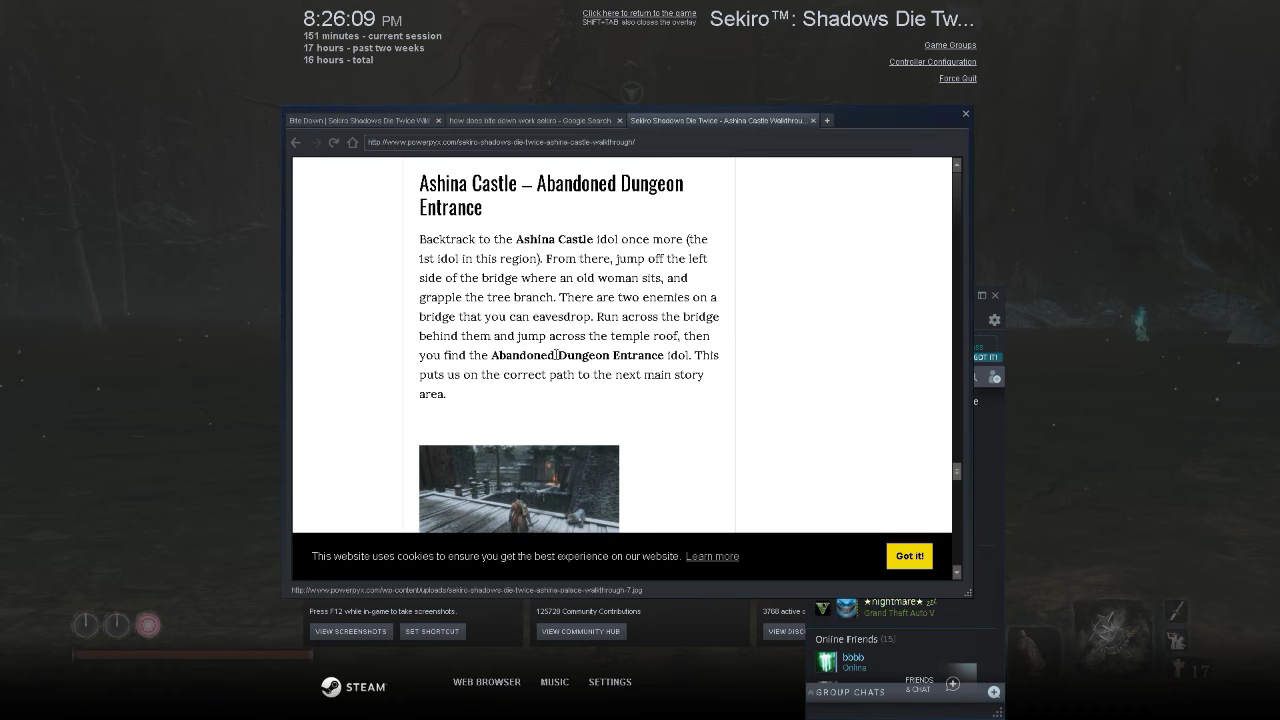 8:26:09 PM
151 minutes - current session
17 hours - past two weeks
16 hours - total
Click here to return to the game
SHIFT+TAB also closes the overlay
Sekiro™: Shadows Die Tw...
Game Groups
Controller Configuration
Force Quit
Bite Down | Sekiro Shadows Die Twice Wiki
how does bite down work sekiro - Google Search
Sekiro Shadows Die Twice - Ashina Castle Walkthrou...
http://www.powerpyx.com/sekiro-shadows-die-twice-ashina-castle-walkthrough/
Ashina Castle – Abandoned Dungeon
Entrance
Backtrack to the Ashina Castle idol once more (the
1st idol in this region). From there, jump off the left
side of the bridge where an old woman sits, and
grapple the tree branch. There are two enemies on a
bridge that you can eavesdrop. Run across the bridge
behind them and jump across the temple roof, then
you find the Abandoned Dungeon Entrance idol. This
puts us on the correct path to the next main story
area.
This website uses cookies to ensure you get the best experience on our website. Learn more
Got it!
http://www.powerpyx.com/wp-content/uploads/sekiro-shadows-die-twice-ashina-palace-walkthrough-7.jpg
GOT IT!
Press F12 while in-game to take screenshots.
VIEW SCREENSHOTS
SET SHORTCUT
125728 Community Contributions
VIEW COMMUNITY HUB
3768 active
VIEW DISC
★nightmare★ zzz
Grand Theft Auto V
Online Friends (15)
bbbb
Online
FRIENDS
& CHAT
GROUP CHATS
17
STEAM
WEB BROWSER
MUSIC
SETTINGS